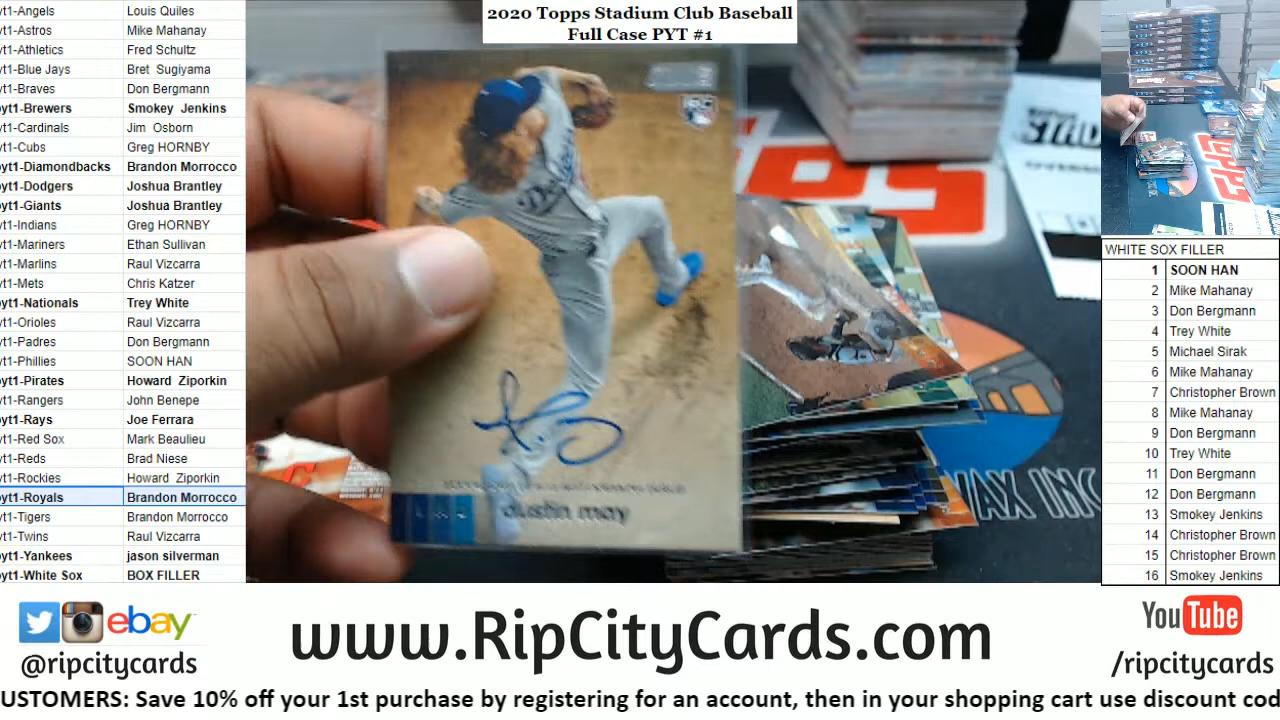 2020 Topps Stadium Club Baseball
Full Case PYT #1
yt1-Angels Louis Quiles
yt1-Astros Mike Mahanay
yt1-Athletics Fred Schultz
yt1-Blue Jays Bret Sugiyama
yt1-Braves Don Bergmann
yt1-Brewers Smokey Jenkins
yt1-Cardinals Jim Osborn
yt1-Cubs Greg HORNBY
yt1-Diamondbacks Brandon Morrocco
yt1-Dodgers Joshua Brantley
yt1-Giants Joshua Brantley
yt1-Indians Greg HORNBY
yt1-Mariners Ethan Sullivan
yt1-Marlins Raul Vizcarra
yt1-Mets Chris Katzer
yt1-Nationals Trey White
yt1-Orioles Raul Vizcarra
yt1-Padres Don Bergmann
yt1-Phillies SOON HAN
yt1-Pirates Howard Ziporkin
yt1-Rangers John Benepe
yt1-Rays Joe Ferrara
yt1-Red Sox Mark Beaulieu
yt1-Reds Brad Niese
yt1-Rockies Howard Ziporkin
yt1-Royals Brandon Morrocco
yt1-Tigers Brandon Morrocco
yt1-Twins Raul Vizcarra
yt1-Yankees jason silverman
yt1-White Sox BOX FILLER
RC
LAD
dustin may
WAX INC
WHITE SOX FILLER
1 SOON HAN
2 Mike Mahanay
3 Don Bergmann
4 Trey White
5 Michael Sirak
6 Mike Mahanay
7 Christopher Brown
8 Mike Mahanay
9 Don Bergmann
10 Trey White
11 Don Bergmann
12 Don Bergmann
13 Smokey Jenkins
14 Christopher Brown
15 Christopher Brown
16 Smokey Jenkins
ebay
@ripcitycards
www.RipCityCards.com
YouTube
/ripcitycards
USTOMERS: Save 10% off your 1st purchase by registering for an account, then in your shopping cart use discount cod